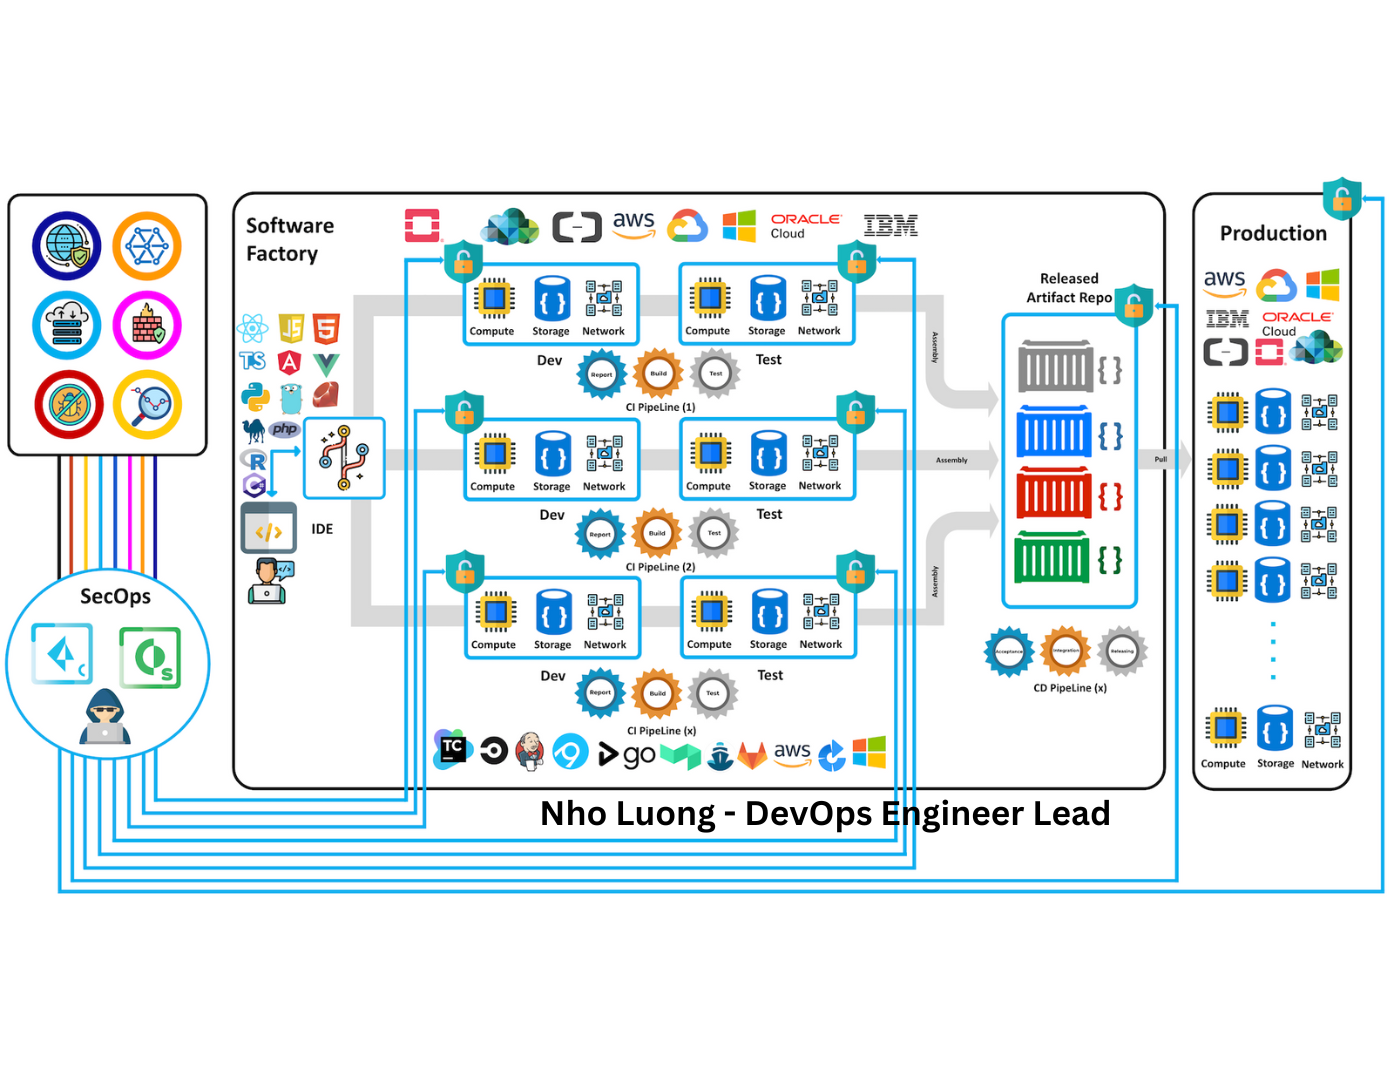 Software
Factory
aws
ORACLE
Cloud
IBM
Production
aws
IBM
ORACLE
Cloud
Released
Artifact Repo
JS
TS
php
R
IDE
Compute
Storage
Network
Compute
Storage
Network
Dev
Test
Report
Build
Test
CI PipeLine (1)
Assembly
Compute
Storage
Network
Compute
Storage
Network
Dev
Test
Report
Build
Test
CI PipeLine (2)
Assembly
Pull
Compute
Storage
Network
Compute
Storage
Network
Dev
Test
Report
Build
Test
CI PipeLine (x)
Assembly
Acceptance
Integration
Releasing
CD PipeLine (x)
SecOps
C
S
TC
go
aws
Compute
Storage
Network
Nho Luong - DevOps Engineer Lead